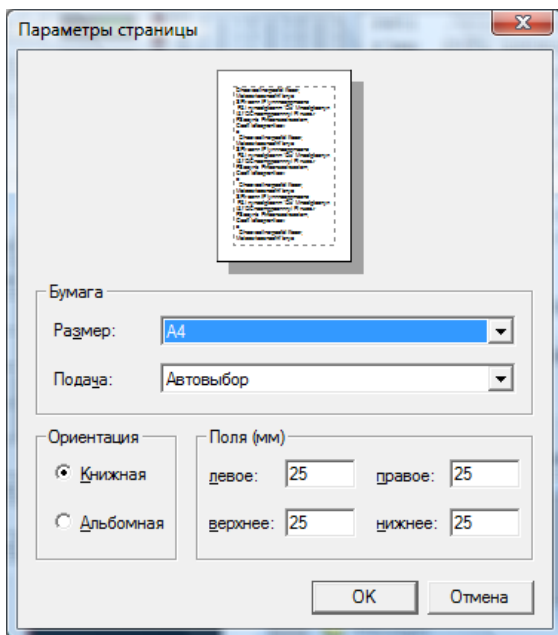 Параметры страницы
Бумага
Размер: A4
Подача: Автовыбор
Ориентация
Книжная
Альбомная
Поля (мм)
левое: 25 правое: 25
верхнее: 25 нижнее: 25
OK Отмена